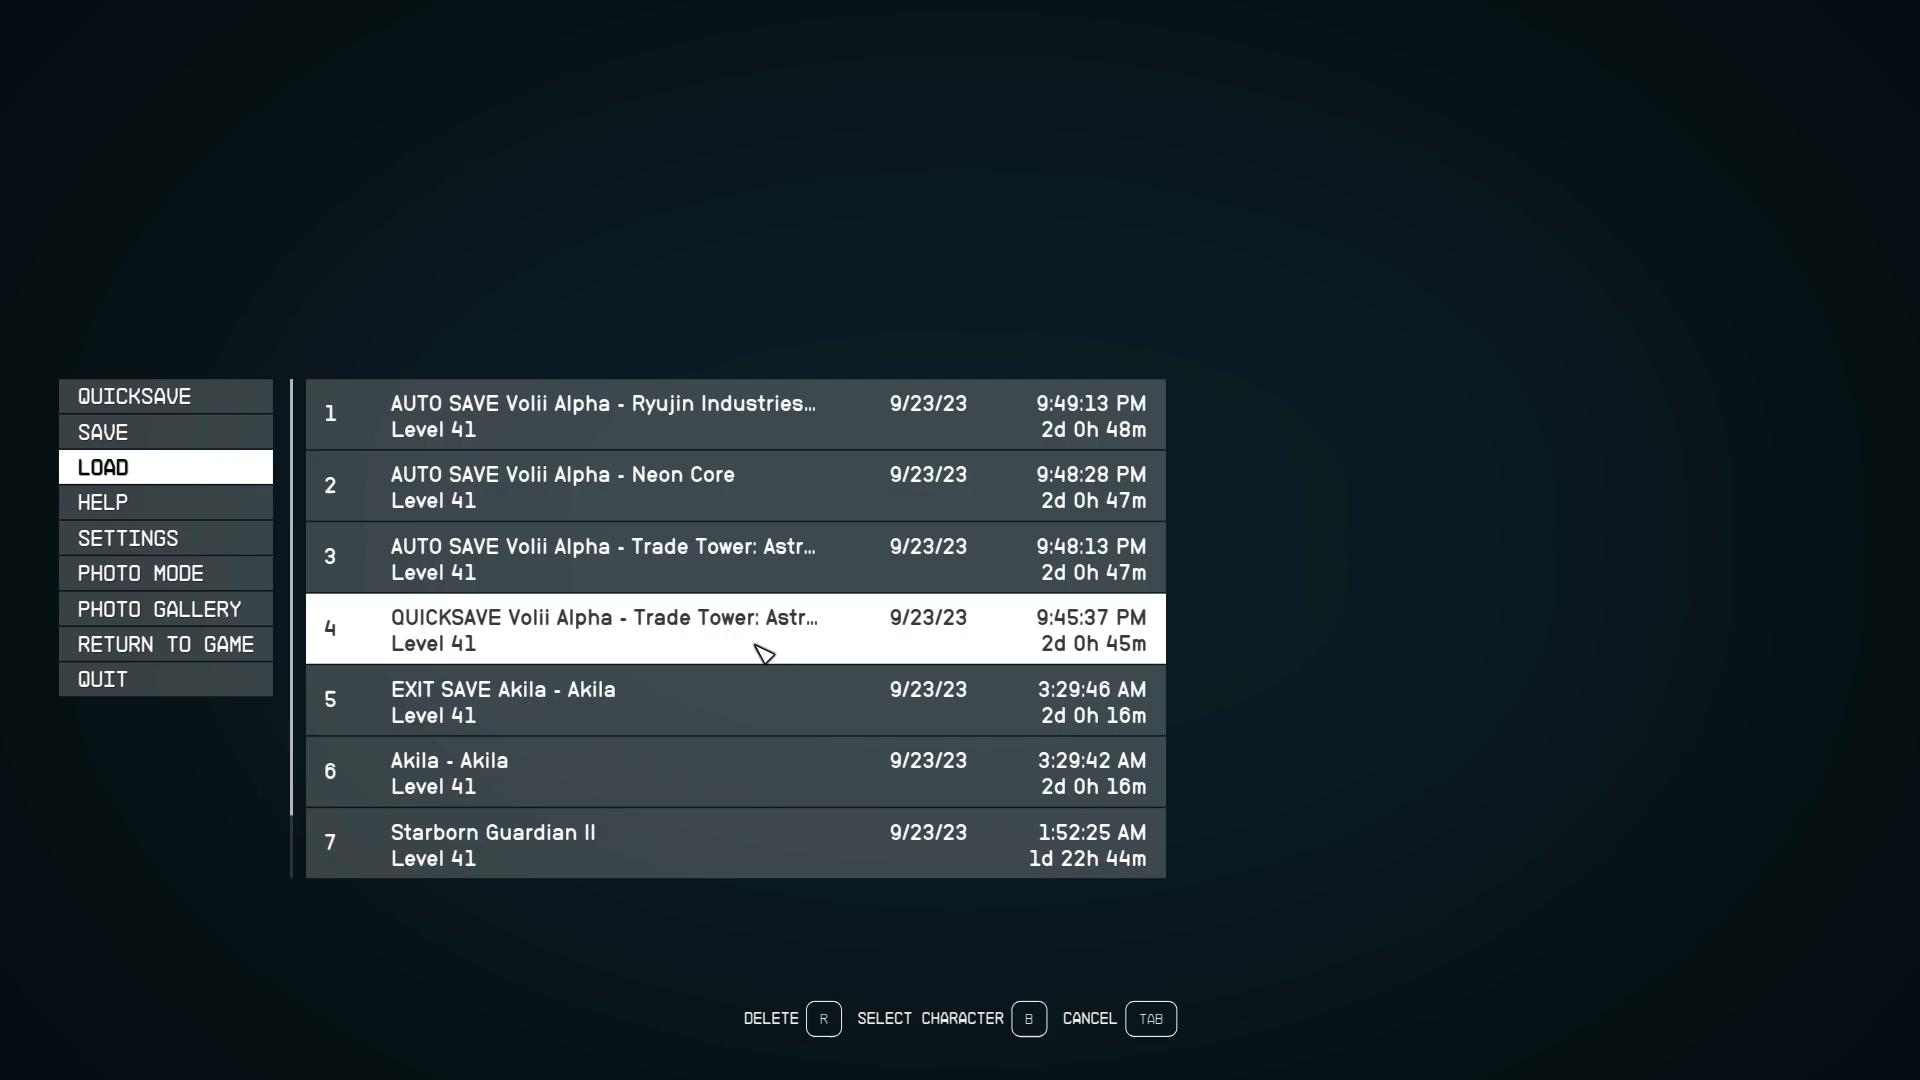 QUICKSAVE
SAVE
LOAD
HELP
SETTINGS
PHOTO MODE
PHOTO GALLERY
RETURN TO GAME
QUIT
1 AUTO SAVE Volii Alpha - Ryujin Industries... 9/23/23 9:49:13 PM
Level 41 2d 0h 48m
2 AUTO SAVE Volii Alpha - Neon Core 9/23/23 9:48:28 PM
Level 41 2d 0h 47m
3 AUTO SAVE Volii Alpha - Trade Tower: Astr... 9/23/23 9:48:13 PM
Level 41 2d 0h 47m
4 QUICKSAVE Volii Alpha - Trade Tower: Astr... 9/23/23 9:45:37 PM
Level 41 2d 0h 45m
5 EXIT SAVE Akila - Akila 9/23/23 3:29:46 AM
Level 41 2d 0h 16m
6 Akila - Akila 9/23/23 3:29:42 AM
Level 41 2d 0h 16m
7 Starborn Guardian II 9/23/23 1:52:25 AM
Level 41 1d 22h 44m
DELETE R SELECT CHARACTER B CANCEL TAB